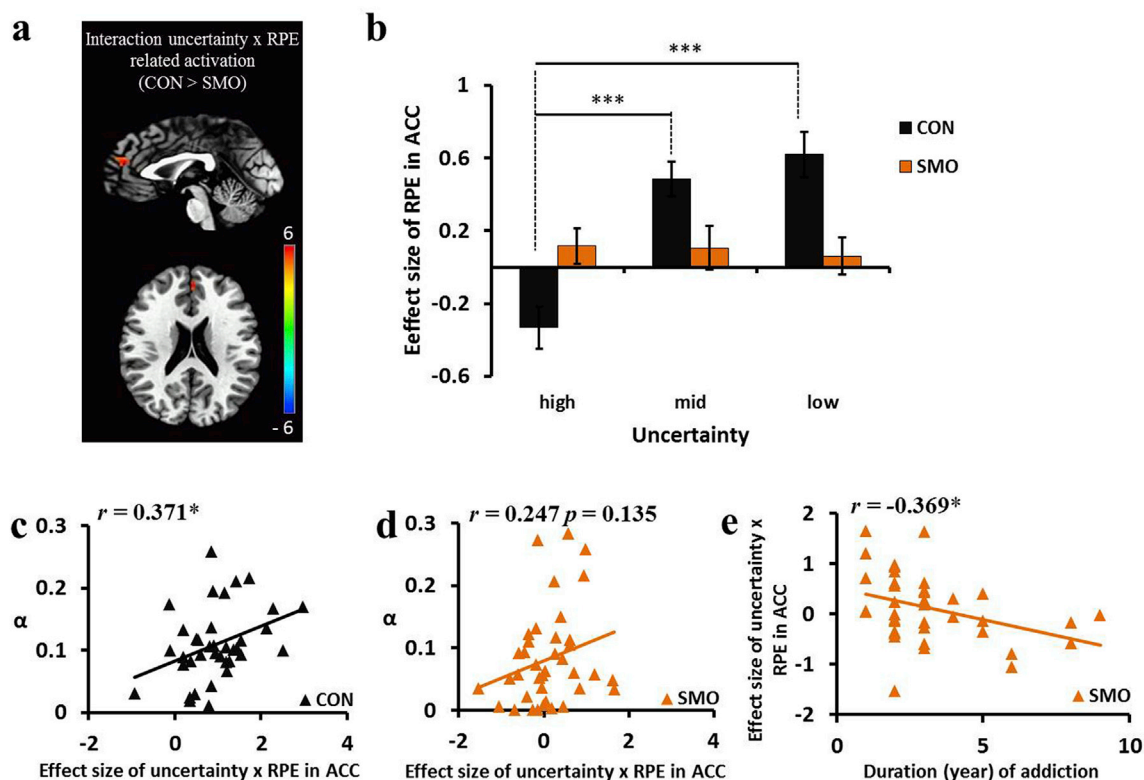 a
Interaction uncertainty x RPE
related activation
(CON > SMO)
6
- 6
b
***
***
Eeffect size of RPE in ACC
1
0.6
0.2
-0.2
-0.6
CON
SMO
high mid low
Uncertainty
c
r = 0.371*
α
0.3
0.2
0.1
0
-2 0 2 4
CON
Effect size of uncertainty x RPE in ACC
d
r = 0.247 p = 0.135
0.3
0.2
0.1
0
-2 0 2 4
SMO
Effect size of uncertainty x RPE in ACC
α
e
r = -0.369*
Effect size of uncertainty x
RPE in ACC
2
1
0
-1
-2
0 5 10
SMO
Duration (year) of addiction